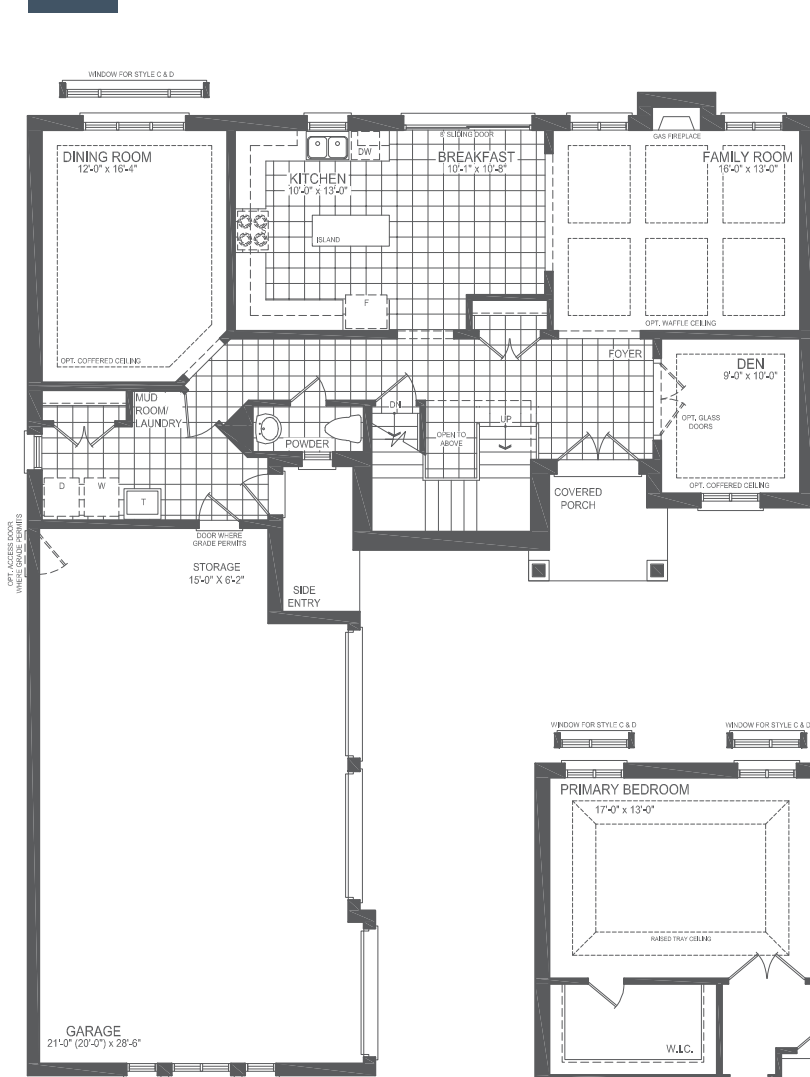 WINDOW FOR STYLE C & D
8' SLIDING DOOR
GAS FIREPLACE
DINING ROOM
12'-0" x 16'-4"
KITCHEN
10'-0" x 13'-0"
DW
BREAKFAST
10'-1" x 10'-8"
FAMILY ROOM
16'-0" x 13'-0"
ISLAND
F
OPT. WAFFLE CEILING
OPT. COFFERED CEILING
FOYER
DEN
9'-0" x 10'-0"
MUD
ROOM/
LAUNDRY
DN
UP
OPT. GLASS
DOORS
POWDER
OPEN TO
ABOVE
D
W
T
OPT. COFFERED CEILING
COVERED
PORCH
OPT. ACCESS DOOR
WHERE GRADE PERMITS
DOOR WHERE
GRADE PERMITS
STORAGE
15'-0" X 6'-2"
SIDE
ENTRY
WINDOW FOR STYLE C & D
WINDOW FOR STYLE C & D
PRIMARY BEDROOM
17'-0" x 13'-0"
RAISED TRAY CEILING
GARAGE
21'-0" (20'-0") x 28'-6"
W.I.C.